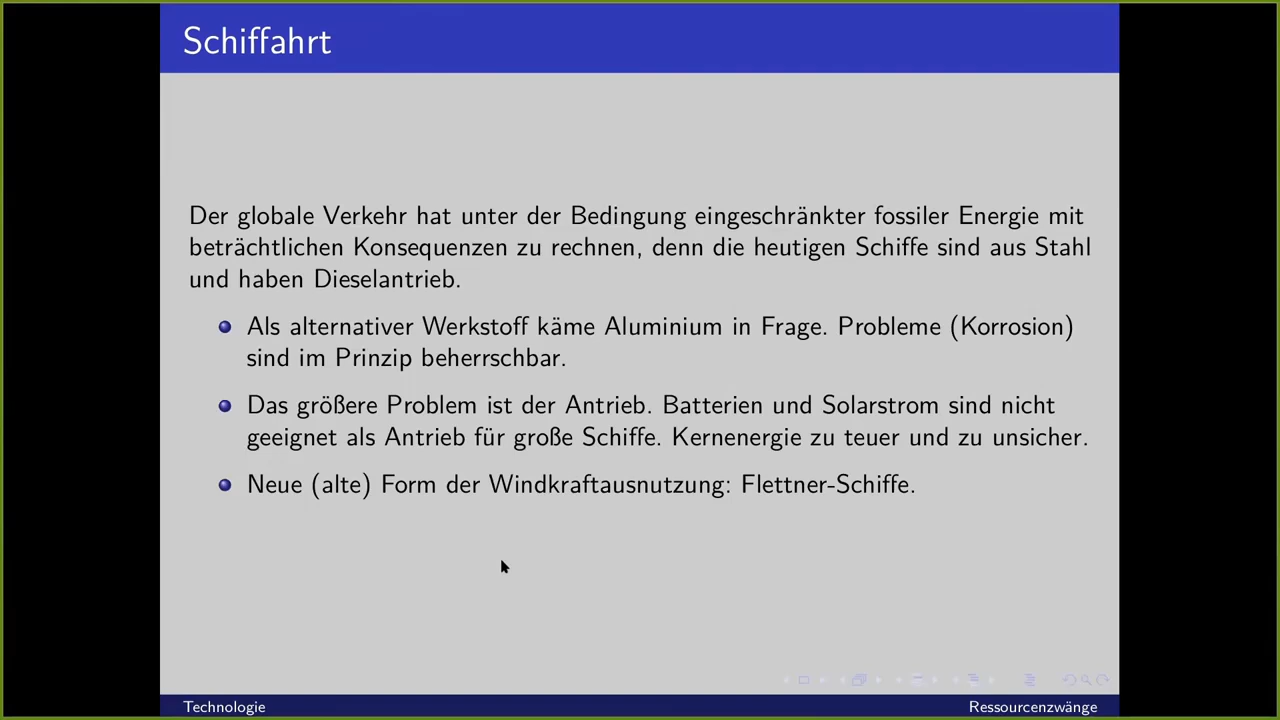 Schiffahrt
Der globale Verkehr hat unter der Bedingung eingeschränkter fossiler Energie mit
beträchtlichen Konsequenzen zu rechnen, denn die heutigen Schiffe sind aus Stahl
und haben Dieselantrieb.
Als alternativer Werkstoff käme Aluminium in Frage. Probleme (Korrosion)
sind im Prinzip beherrschbar.
Das größere Problem ist der Antrieb. Batterien und Solarstrom sind nicht
geeignet als Antrieb für große Schiffe. Kernenergie zu teuer und zu unsicher.
Neue (alte) Form der Windkraftausnutzung: Flettner-Schiffe.
Technologie
Ressourcenzwänge